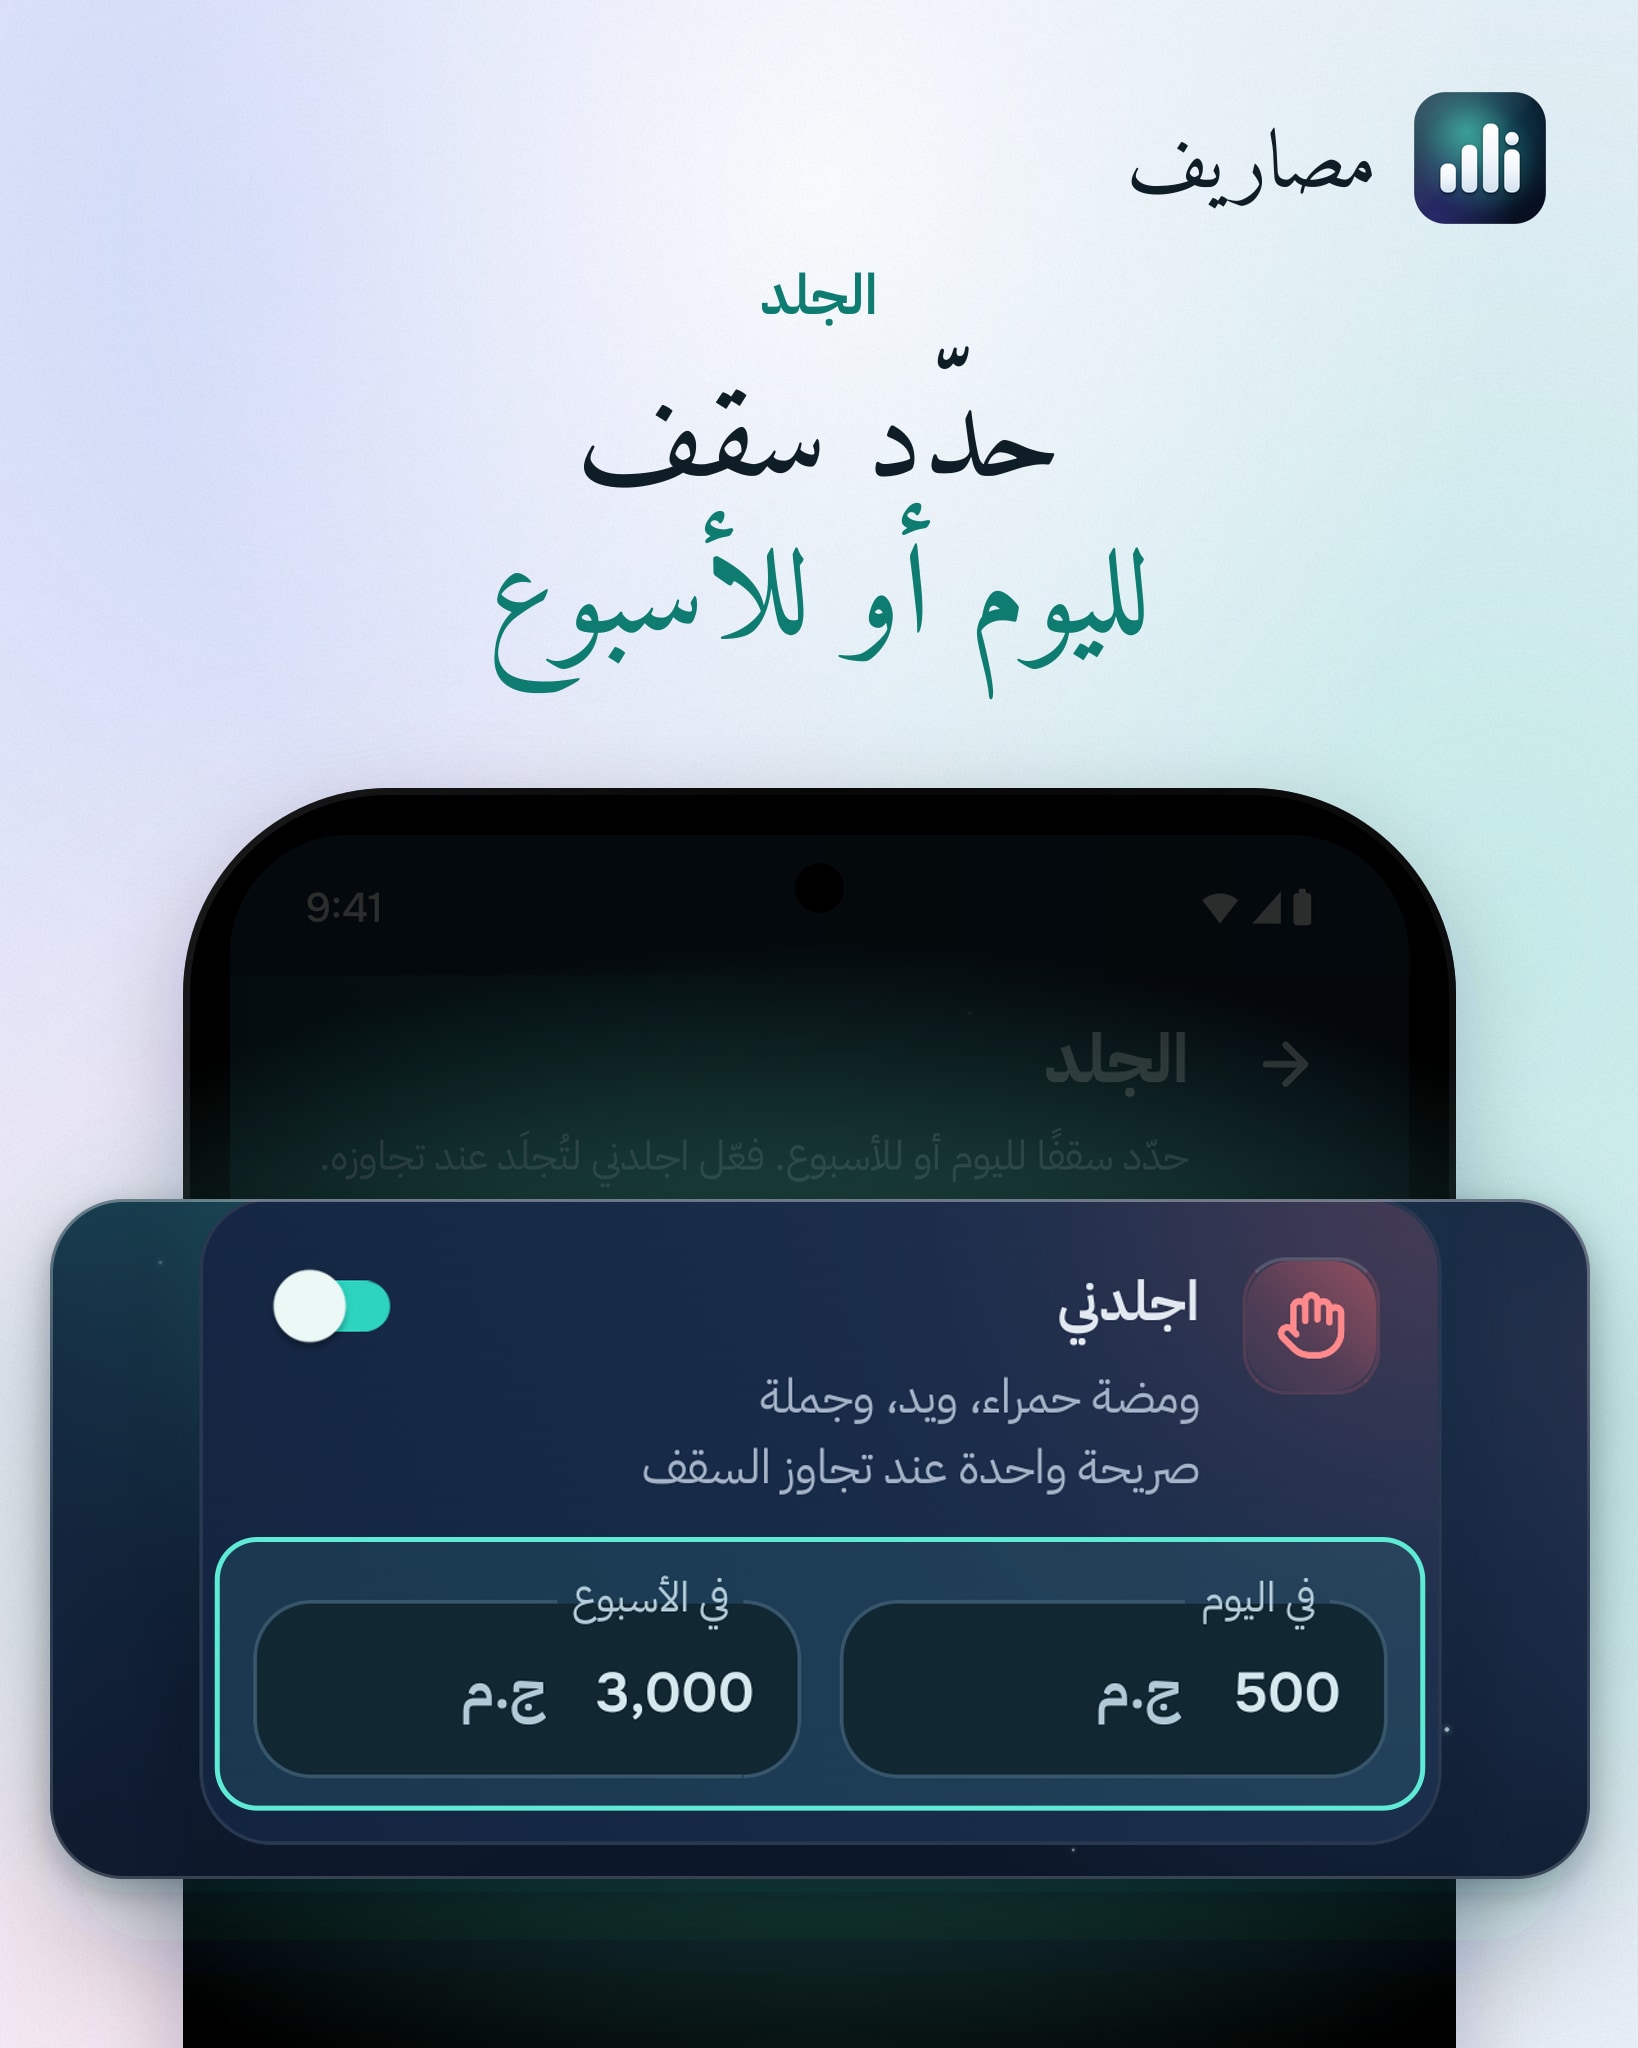 مصاريف
الجلد
حدّد سقف
لليوم أو للأسبوع
9:41
الجلد
حدّد سقفًا لليوم أو للأسبوع. فعّل اجلدني لتُجلَد عند تجاوزه.
اجلدني
ومضة حمراء، ويد، وجملة
صريحة واحدة عند تجاوز السقف
في اليوم
500 ج.م
في الأسبوع
3,000 ج.م